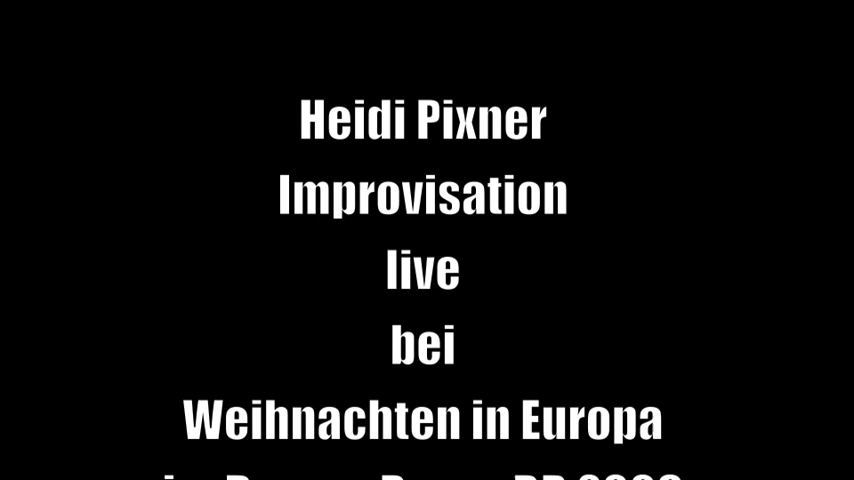 Heidi Pixner
Improvisation
live
bei
Weihnachten in Europa